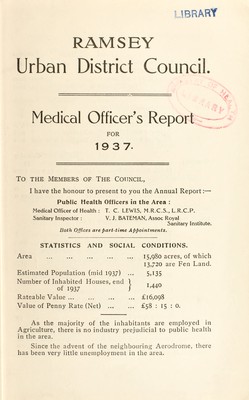 LIBRARY
RAMSEY
Urban District Council.
Medical Officer's Report
FOR
1937.
TO THE MEMBERS OF THE COUNCIL,
I have the honour to present to you the Annual Report :—
Public Health Officers in the Area :
Medical Officer of Health : T. C. LEWIS, M.R.C.S., L.R.C.P.
Sanitary Inspector : V. J. BATEMAN, Assoc Royal
Sanitary Institute.
Both Offices are part-time Appointments.
STATISTICS AND SOCIAL CONDITIONS.
Area ... ... ... ... ... 15,980 acres, of which
13,720 are Fen Land.
Estimated Population (mid 1937) ... 5,135
Number of Inhabited Houses, end } 1,440
of 1937
Rateable Value ... ... ... ... £16,098
Value of Penny Rate (Net) ... ... £58 : 15 : 0.
As the majority of the inhabitants are employed in
Agriculture, there is no industry prejudicial to public health
in the area.
Since the advent of the neighbouring Aerodrome, there
has been very little unemployment in the area.